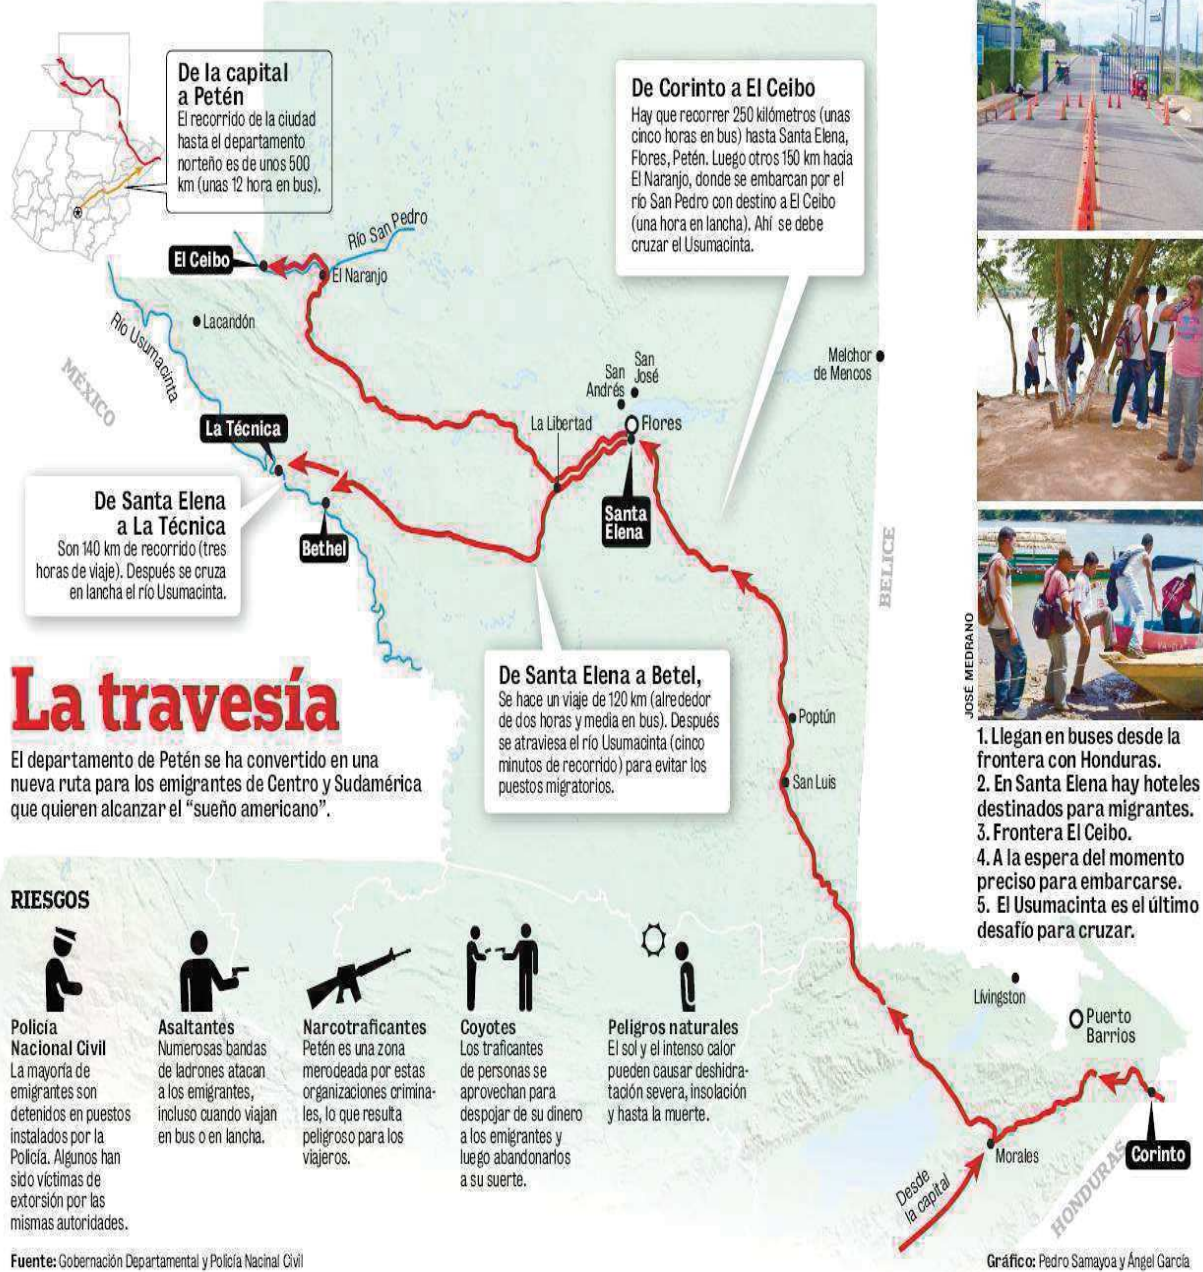 De la capital
a Petén
El recorrido de la ciudad
hasta el departamento
norteño es de unos 500
km (unas 12 hora en bus).
De Corinto a El Ceibo
Hay que recorrer 250 kilómetros (unas
cinco horas en bus) hasta Santa Elena,
Flores, Petén. Luego otros 150 km hacia
El Naranjo, donde se embarcan por el
río San Pedro con destino a El Ceibo
(una hora en lancha). Ahí se debe
cruzar el Usumacinta.
Río San Pedro
El Ceibo
El Naranjo
Lacandón
Río Usumacinta
MÉXICO
Melchor
de Mencos
San
José
San
Andrés
La Libertad
Flores
La Técnica
Santa
Elena
Bethel
BELICE
De Santa Elena
a La Técnica
Son 140 km de recorrido (tres
horas de viaje). Después se cruza
en lancha el río Usumacinta.
De Santa Elena a Betel,
Se hace un viaje de 120 km (alrededor
de dos horas y media en bus). Después
se atraviesa el río Usumacinta (cinco
minutos de recorrido) para evitar los
puestos migratorios.
La travesía
El departamento de Petén se ha convertido en una
nueva ruta para los emigrantes de Centro y Sudamérica
que quieren alcanzar el “sueño americano”.
Poptún
San Luis
JOSÉ MEDRANO
1. Llegan en buses desde la
frontera con Honduras.
2. En Santa Elena hay hoteles
destinados para migrantes.
3. Frontera El Ceibo.
4. A la espera del momento
preciso para embarcarse.
5. El Usumacinta es el último
desafío para cruzar.
RIESGOS
Policía
Nacional Civil
La mayoría de
emigrantes son
detenidos en puestos
instalados por la
Policía. Algunos han
sido víctimas de
extorsión por las
mismas autoridades.
Asaltantes
Numerosas bandas
de ladrones atacan
a los emigrantes,
incluso cuando viajan
en bus o en lancha.
Narcotraficantes
Petén es una zona
merodeada por estas
organizaciones crimina-
les, lo que resulta
peligroso para los
viajeros.
Coyotes
Los traficantes
de personas se
aprovechan para
despojar de su dinero
a los emigrantes y
luego abandonarlos
a su suerte.
Peligros naturales
El sol y el intenso calor
pueden causar deshidra-
tación severa, insolación
y hasta la muerte.
Lívingston
Puerto
Barrios
Morales
Corinto
Desde
la capital
HONDURAS
Fuente: Gobernación Departamental y Policía Nacinal Civil
Gráfico: Pedro Samayoa y Ángel García